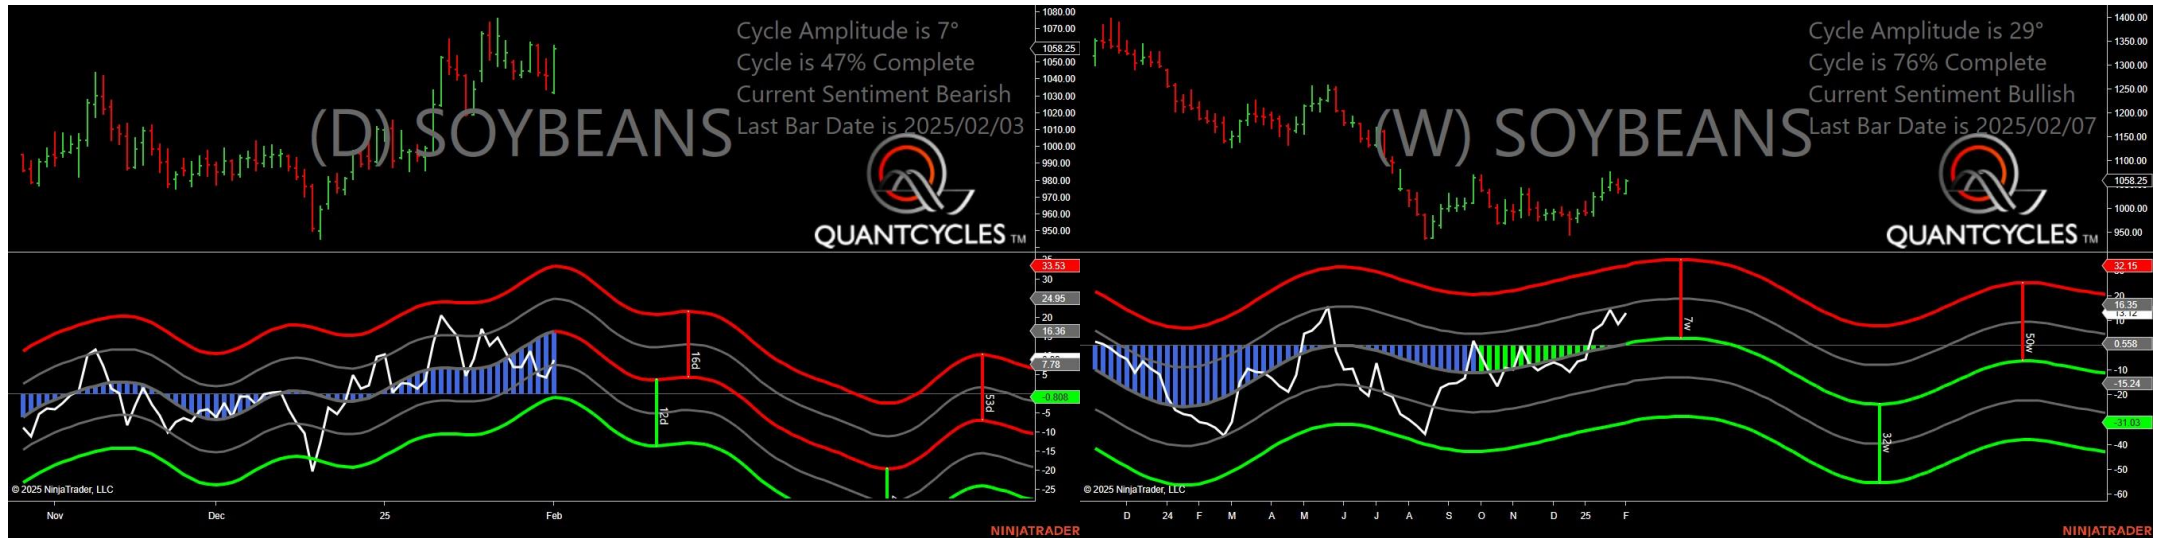 Cycle Amplitude is 7°
Cycle is 47% Complete
Current Sentiment Bearish
Last Bar Date is 2025/02/03
(D) SOYBEANS
QUANTCYCLES TM
1080.00
1070.00
1058.25
1050.00
1040.00
1030.00
1020.00
1010.00
1000.00
990.00
980.00
970.00
960.00
950.00
33.53
30
24.95
20
16.36
7.78
5
-0.808
-5
-10
-15
-20
-25
16d
12d
53d
© 2025 NinjaTrader, LLC
Nov
Dec
25
Feb
NINJATRADER
Cycle Amplitude is 29°
Cycle is 76% Complete
Current Sentiment Bullish
Last Bar Date is 2025/02/07
(W) SOYBEANS
QUANTCYCLES TM
1400.00
1350.00
1300.00
1250.00
1200.00
1150.00
1100.00
1058.25
1000.00
950.00
32.15
20
16.35
13.12
10
0.558
-10
-15.24
-20
-31.03
-40
-50
-60
7w
50w
32w
© 2025 NinjaTrader, LLC
D
24
F
M
A
M
J
J
A
S
O
N
D
25
F
NINJATRADER